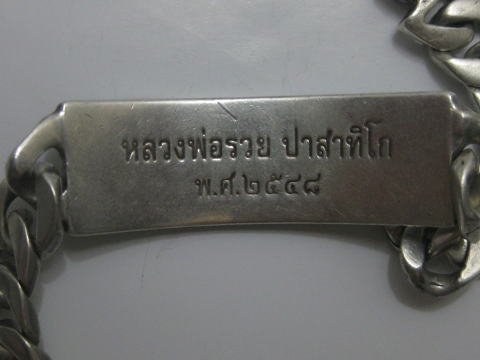 หลวงพ่อรวย ปาสาทิโก
พ.ศ.๒๕๔๘